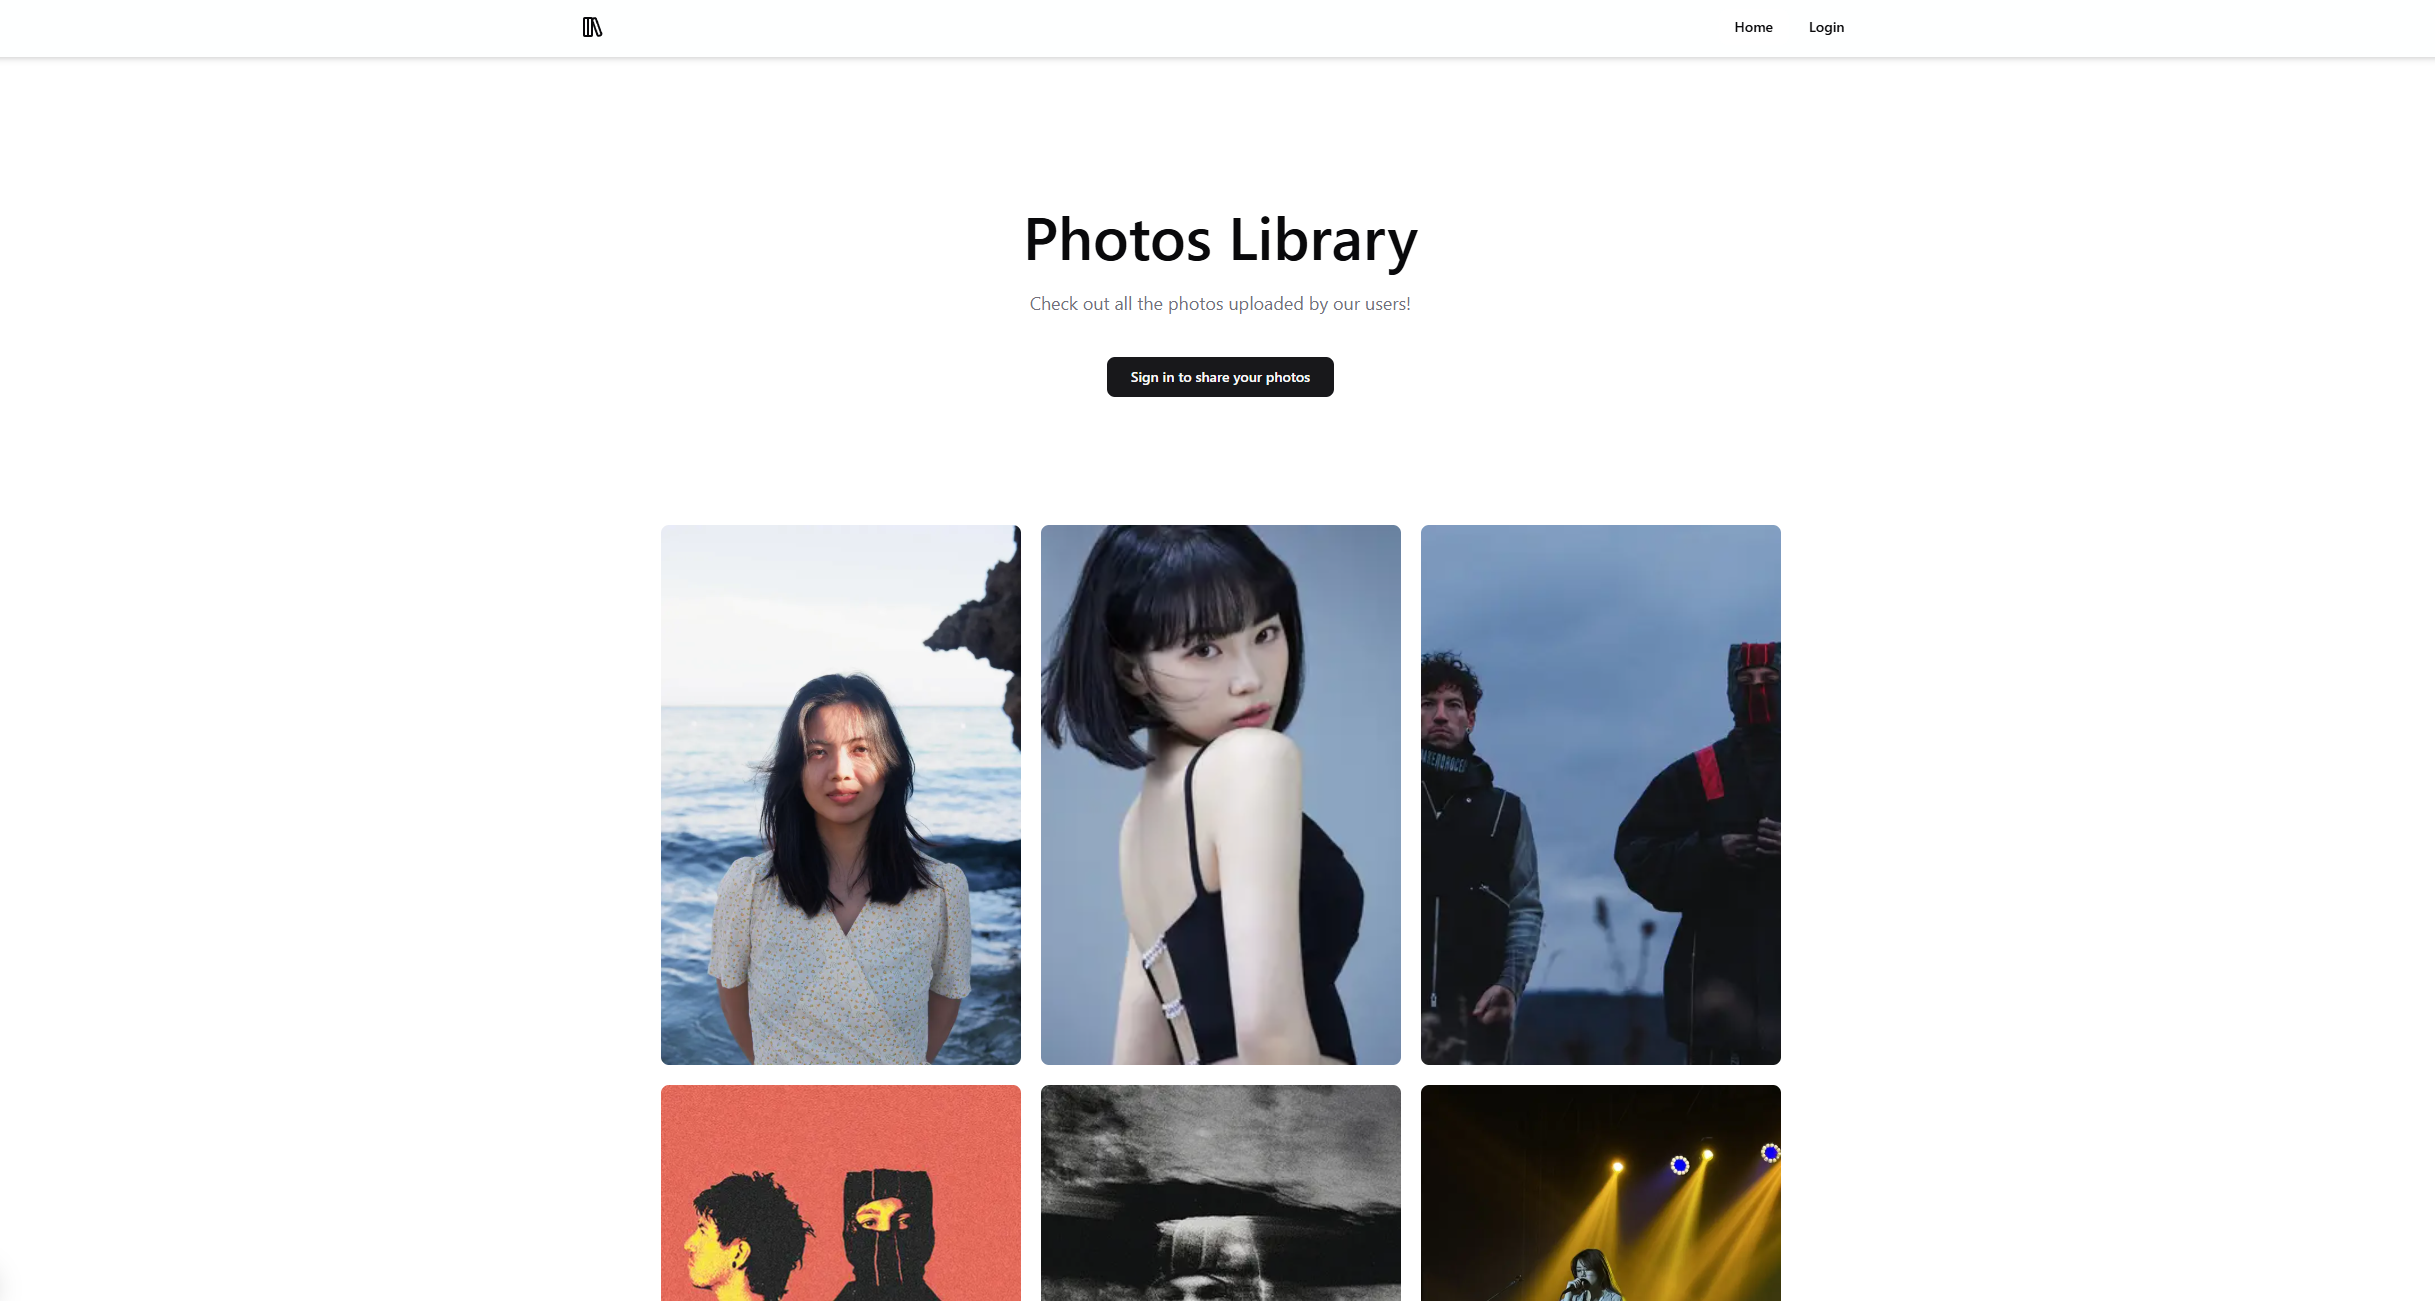 Home
Login
Photos Library
Check out all the photos uploaded by our users!
Sign in to share your photos